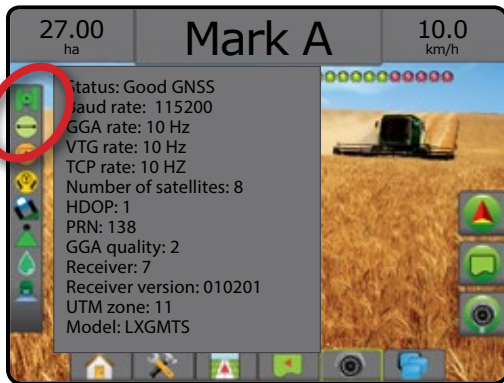 27.00
ha
Mark A
10.0
km/h
Status: Good GNSS
Baud rate: 115200
GGA rate: 10 Hz
VTG rate: 10 Hz
TCP rate: 10 HZ
Number of satellites: 8
HDOP: 1
PRN: 138
GGA quality: 2
Receiver: 7
Receiver version: 010201
UTM zone: 11
Model: LXGMTS